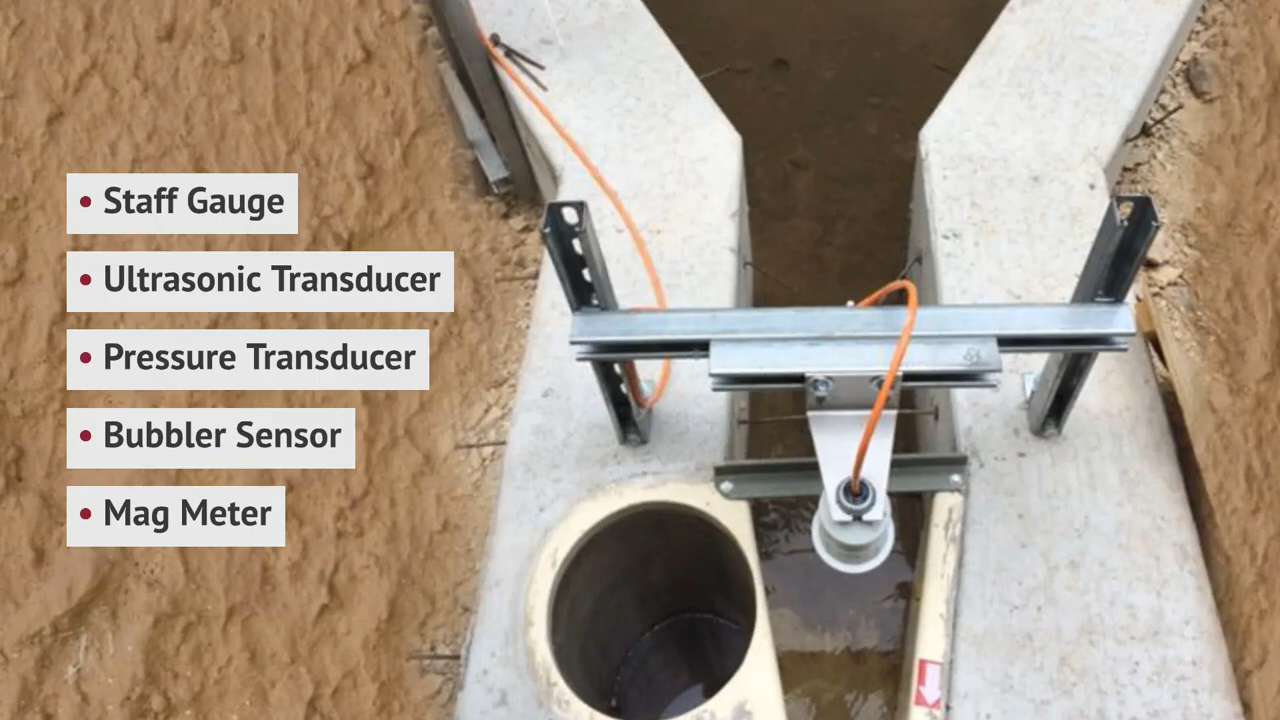 • Staff Gauge
• Ultrasonic Transducer
• Pressure Transducer
• Bubbler Sensor
• Mag Meter